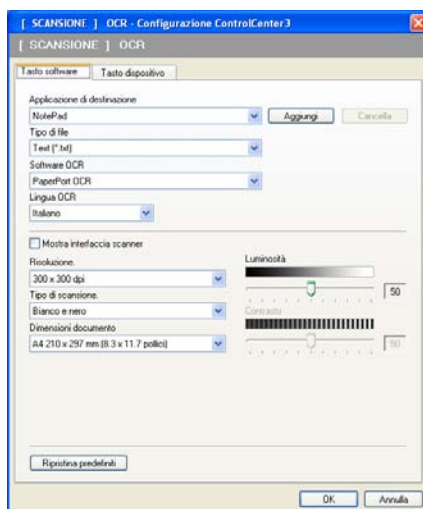 [ SCANSIONE ] OCR - Configurazione ControlCenter3
[ SCANSIONE ] OCR
Tasto software Tasto dispositivo
Applicazione di destinazione
NotePad Aggiungi Cancella
Tipo di file
Text (*.txt)
Software OCR
PaperPort OCR
Lingua OCR
Italiano
Mostra interfaccia scanner
Risoluzione. Luminosità
300 x 300 dpi
50
Tipo di scansione.
Bianco e nero Contrasto
Dimensioni documento
A4 210 x 297 mm (8.3 x 11.7 pollici) 50
Ripristina predefiniti
OK Annulla